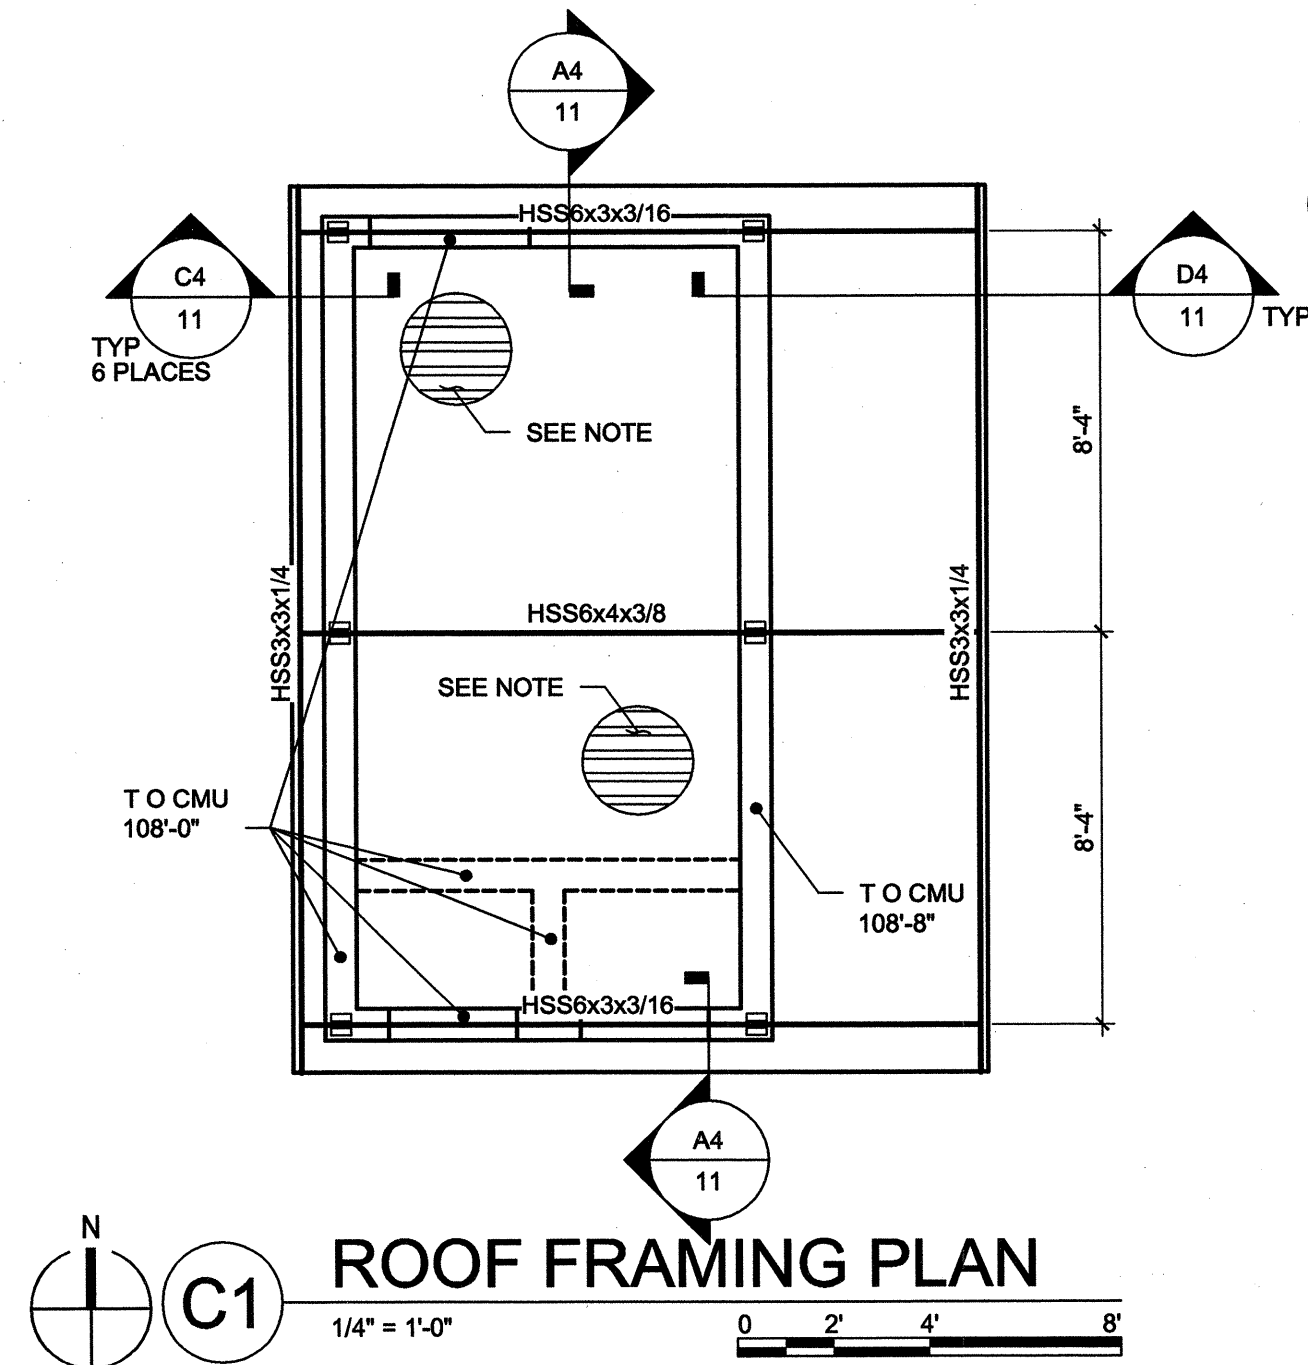 A4
11
HSS6x3x3/16
C4
11
TYP
6 PLACES
D4
11
TYP
SEE NOTE
8'-4"
HSS3x3x1/4
HSS6x4x3/8
HSS3x3x1/4
SEE NOTE
T O CMU
108'-0"
8'-4"
T O CMU
108'-8"
HSS6x3x3/16
A4
11
N
C1
ROOF FRAMING PLAN
1/4" = 1'-0"
0 2' 4' 8'